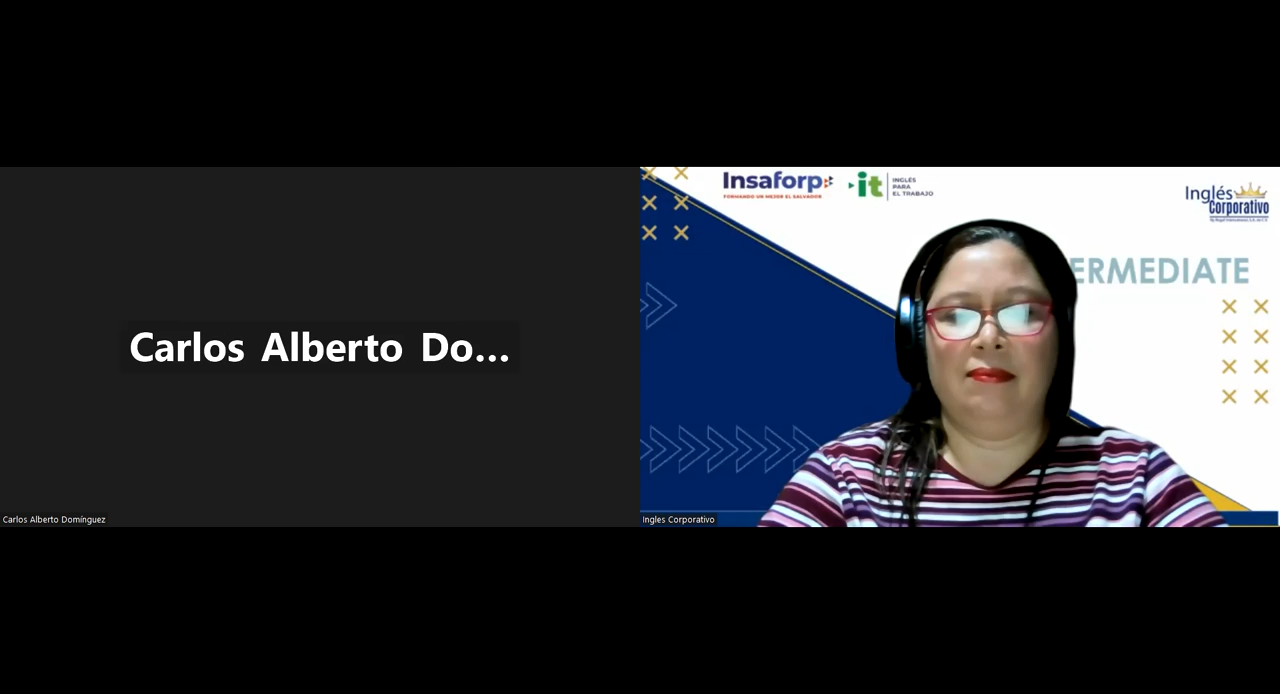 Carlos Alberto Do...
Carlos Alberto Domínguez
Insaforp
FORMANDO UN MEJOR EL SALVADOR
it
INGLÉS
PARA
EL TRABAJO
Inglés
Corporativo
ERMEDIATE
Ingles Corporativo